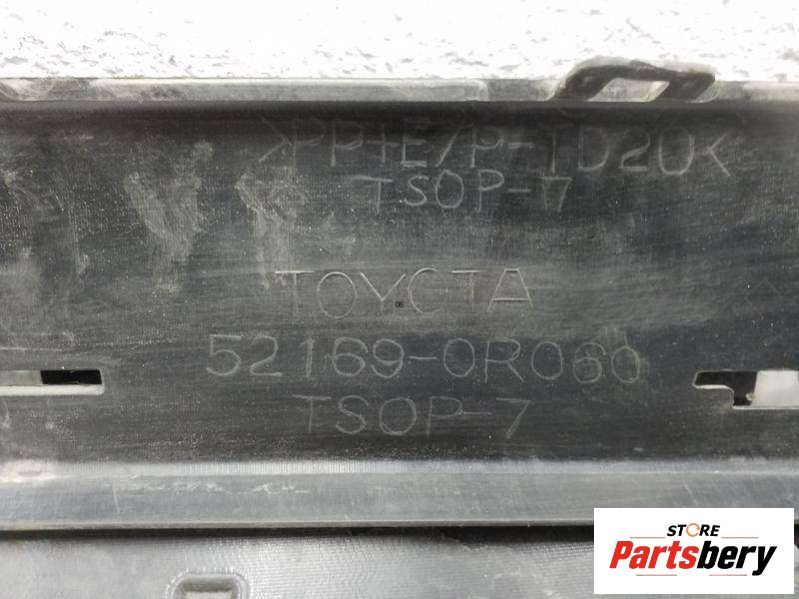 >PP+E/P-TD20<
TSOP-7
TOYOTA
52169-0R060
TSOP-7
STORE
Partsbery